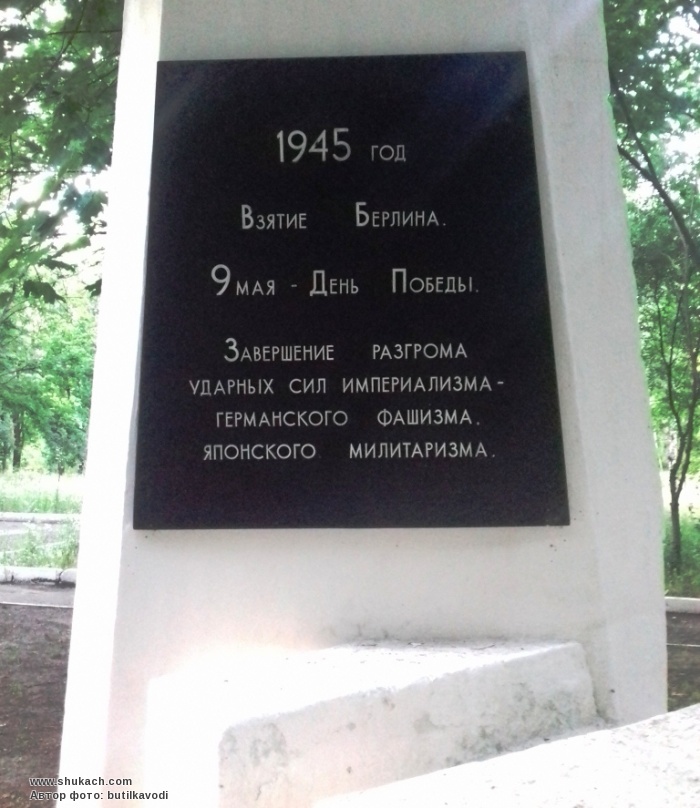 1945 год
Взятие Берлина.
9 мая - День Победы.
Завершение разгрома
ударных сил империализма-
германского фашизма.
японского милитаризма.
www.shukach.com
Автор фото: butilkavodi